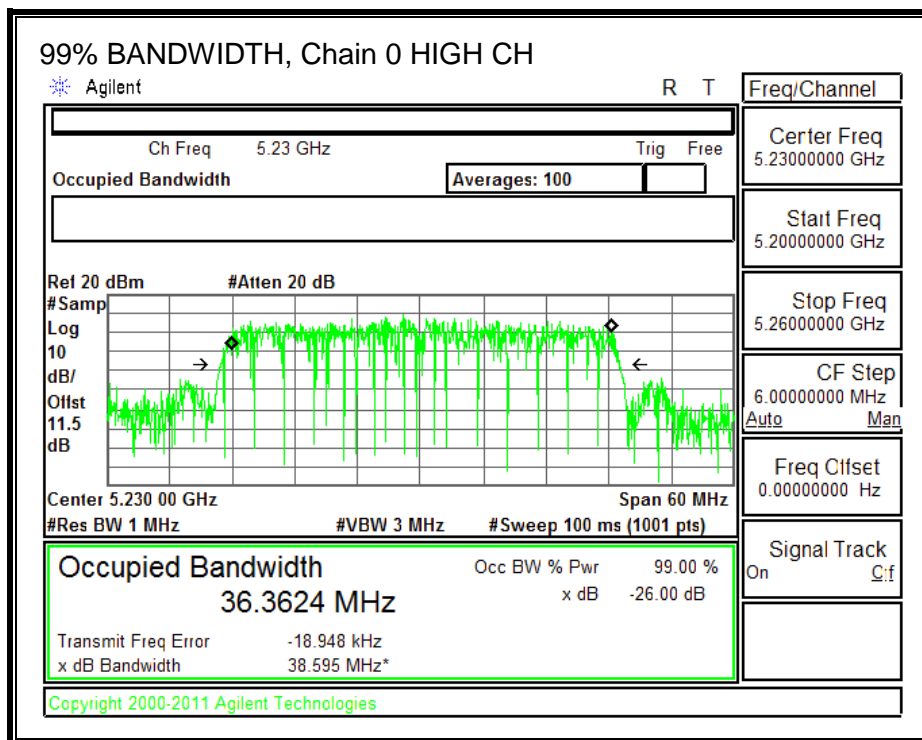 99% BANDWIDTH, Chain 0 HIGH CH
Agilent R T Freq/Channel
Ch Freq 5.23 GHz Trig Free
Occupied Bandwidth Averages: 100
Center Freq
5.23000000 GHz
Start Freq
5.20000000 GHz
Stop Freq
5.26000000 GHz
CF Step
6.00000000 MHz
Auto Man
Freq Offset
0.00000000 Hz
Signal Track
On Off
Ref 20 dBm #Atten 20 dB
#Samp
Log
10
dB/
Offst
11.5
dB
Center 5.230 00 GHz Span 60 MHz
#Res BW 1 MHz #VBW 3 MHz #Sweep 100 ms (1001 pts)
Occupied Bandwidth Occ BW % Pwr 99.00 %
36.3624 MHz x dB -26.00 dB
Transmit Freq Error -18.948 kHz
x dB Bandwidth 38.595 MHz*
Copyright 2000-2011 Agilent Technologies